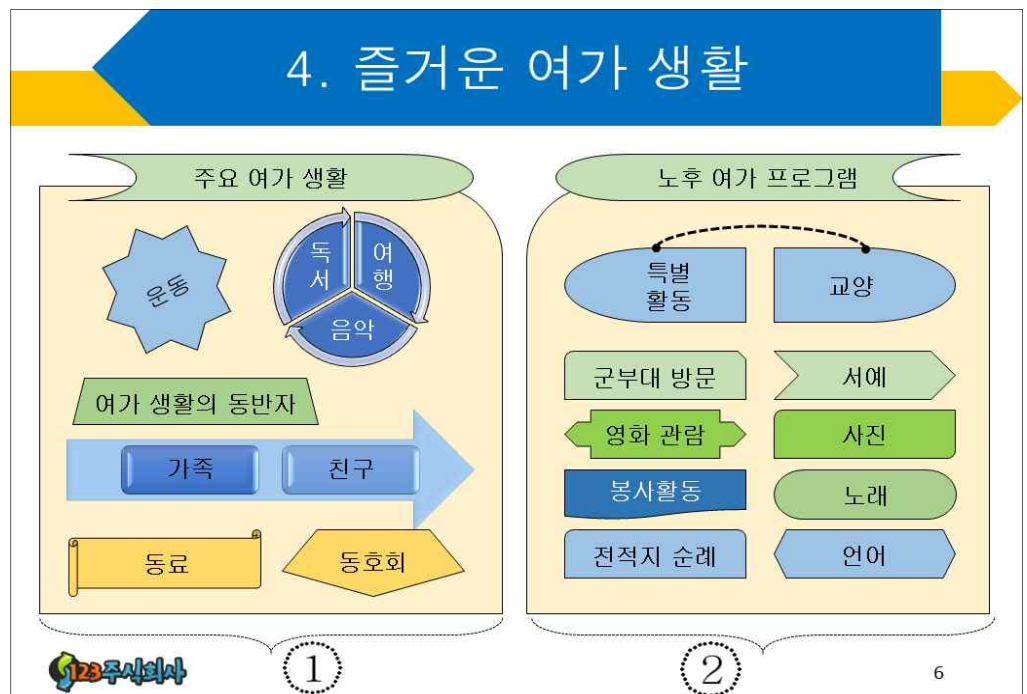 4. 즐거운 여가 생활
주요 여가 생활
운동
독서
여행
음악
여가 생활의 동반자
가족
친구
동료
동호회
①
노후 여가 프로그램
특별
활동
교양
군부대 방문
서예
영화 관람
사진
봉사활동
노래
전적지 순례
언어
②
123주식회사
6